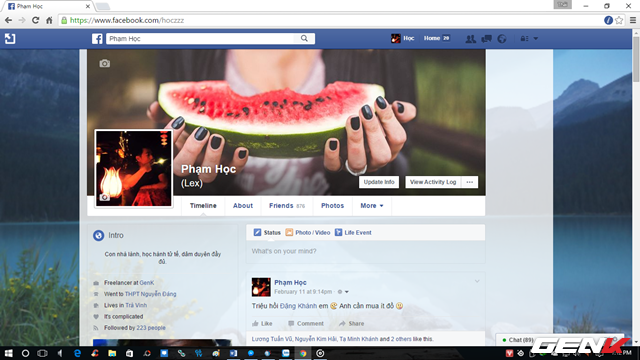 Phạm Học
https://www.facebook.com/hoczzz
Phạm Học
Học
Home 20
Phạm Học
(Lex)
Update Info
View Activity Log
Timeline
About
Friends 876
Photos
More
Intro
Con nhà lành, học hành tử tế, dăm duyên đầy
đủ.
Freelancer at GenK
Went to THPT Nguyễn Đáng
Lives in Trà Vinh
It's complicated
Followed by 223 people
Status
Photo / Video
Life Event
What's on your mind?
Phạm Học
February 11 at 9:14pm
Triệu hồi Đăng Khánh em Anh cần mua ít đồ
Like
Comment
Share
Lương Tuấn Vũ, Nguyễn Kim Hải, Tạ Minh Khánh and 2 others like this.
Chat (89)
GENK